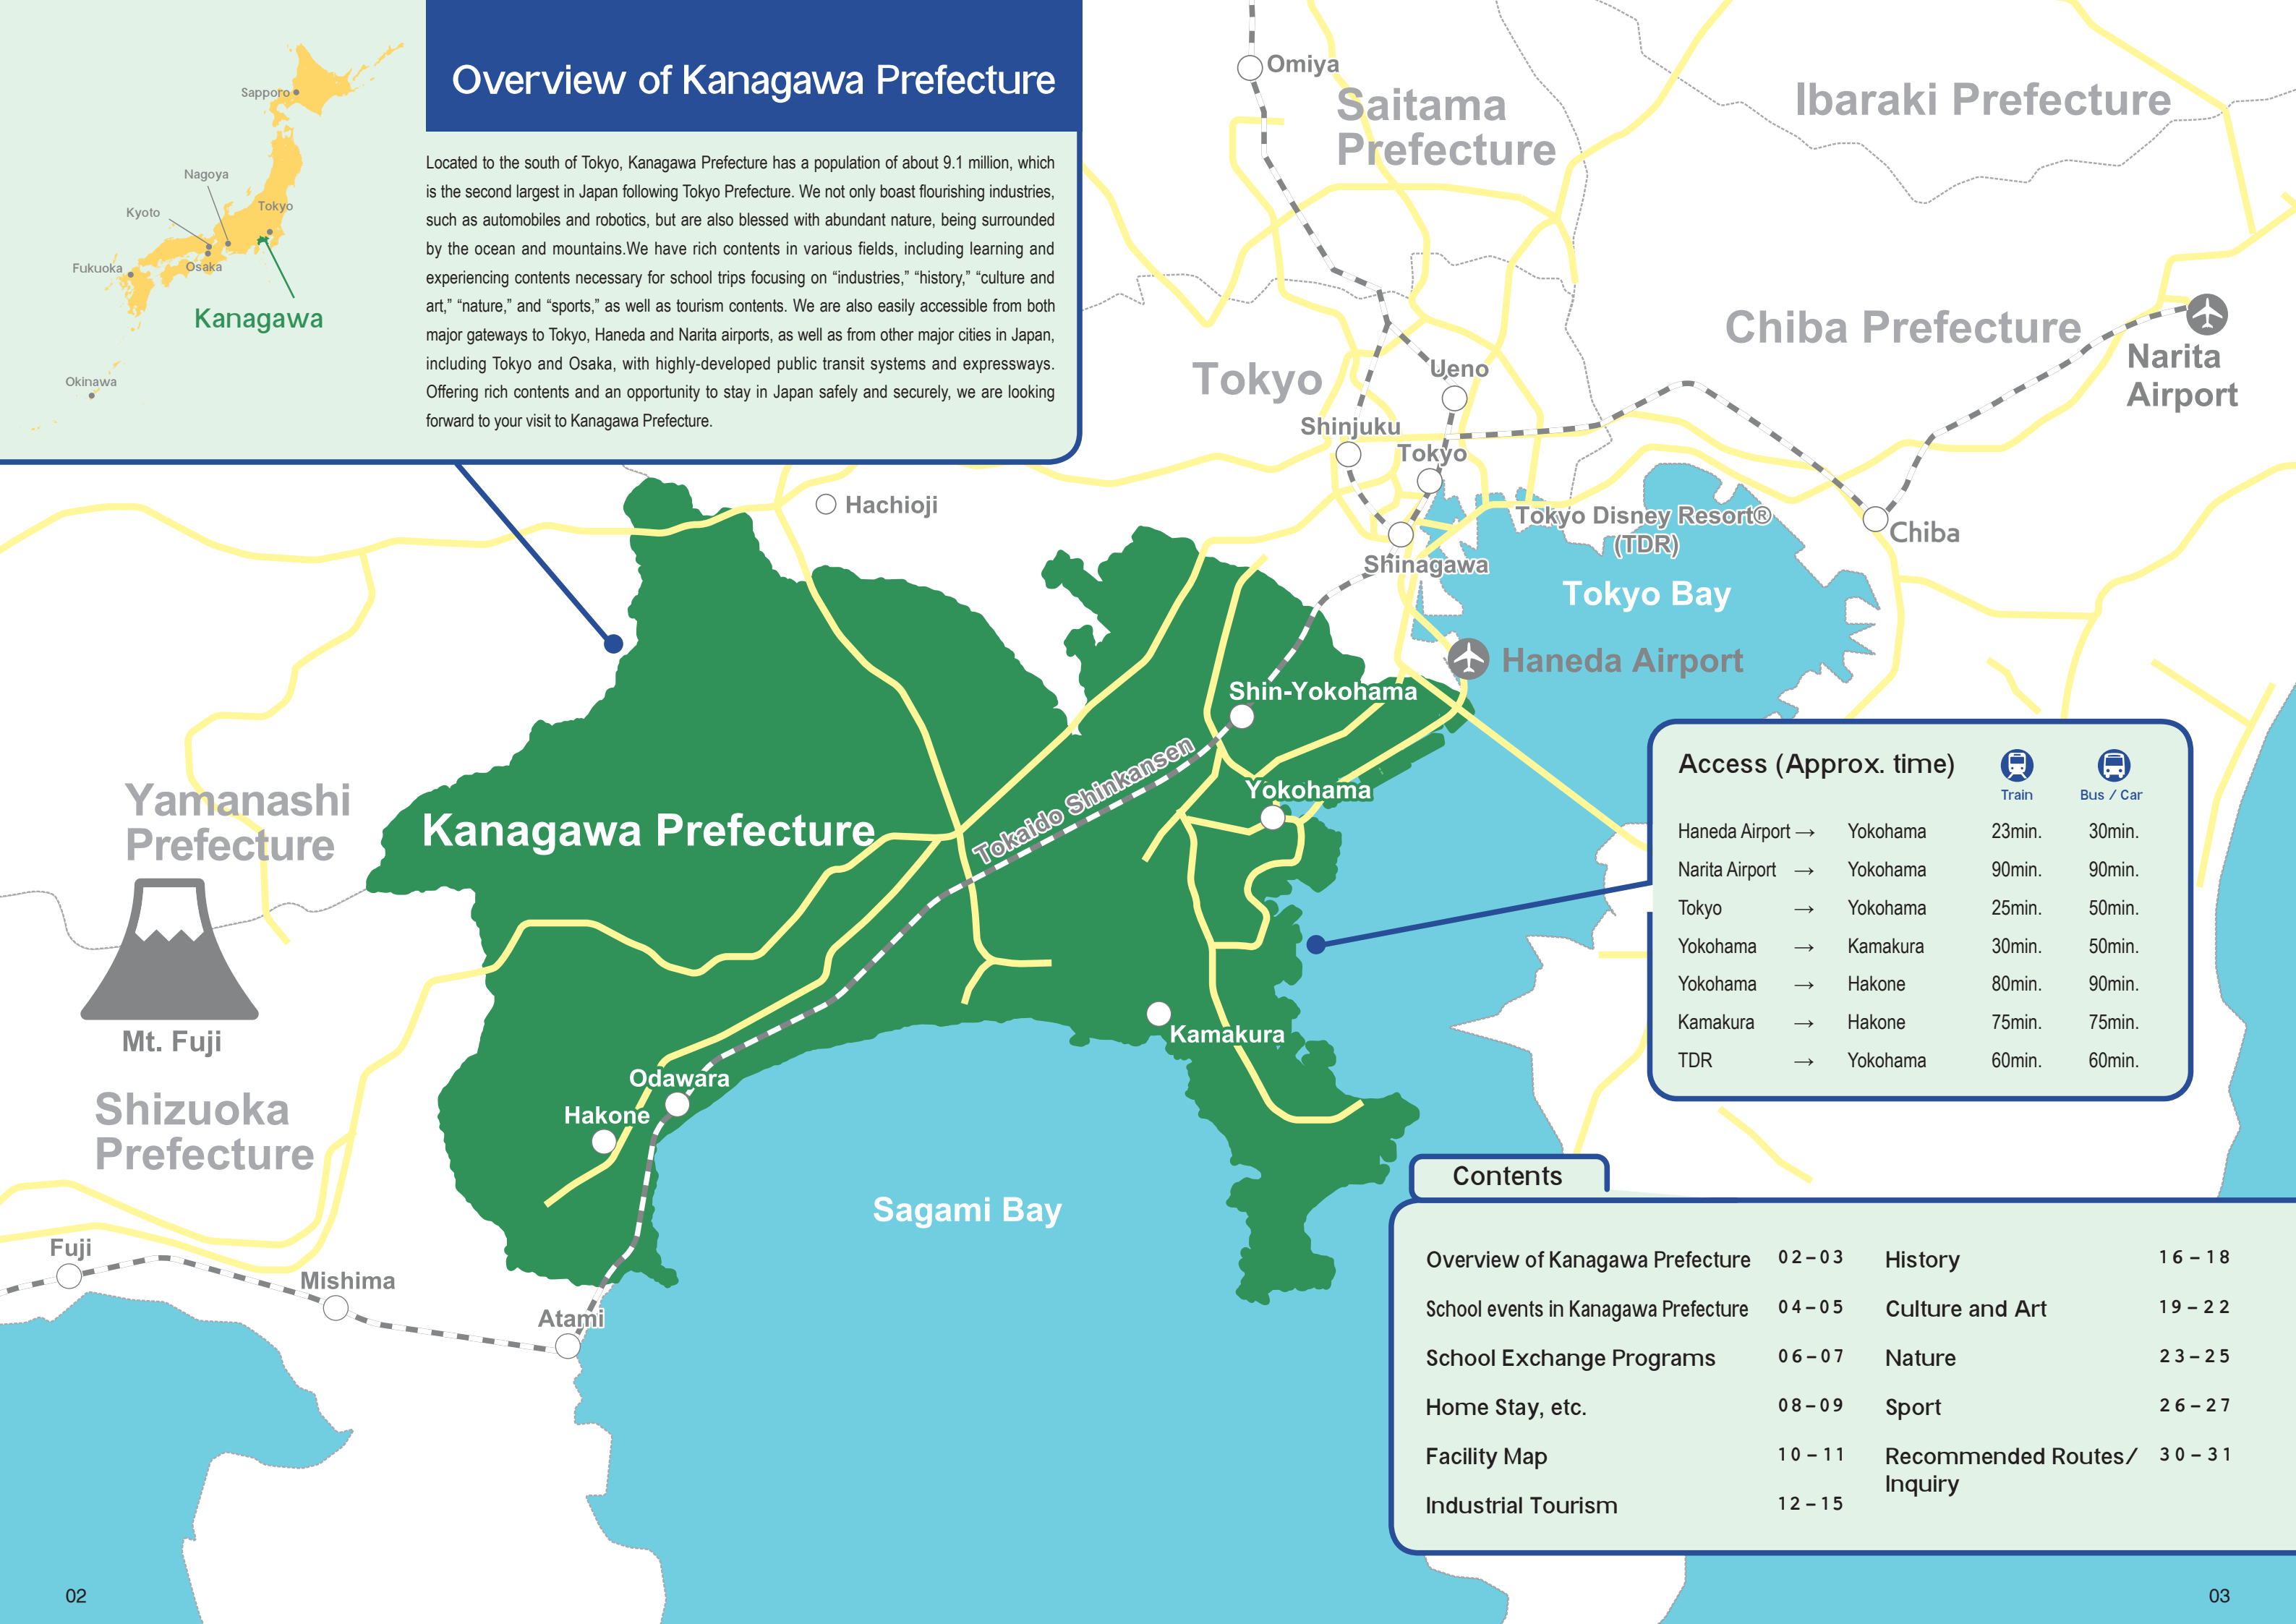 Overview of Kanagawa Prefecture
Located to the south of Tokyo, Kanagawa Prefecture has a population of about 9.1 million, which
is the second largest in Japan following Tokyo Prefecture. We not only boast flourishing industries,
such as automobiles and robotics, but are also blessed with abundant nature, being surrounded
by the ocean and mountains.We have rich contents in various fields, including learning and
experiencing contents necessary for school trips focusing on “industries,” “history,” “culture and
art,” “nature,” and “sports,” as well as tourism contents. We are also easily accessible from both
major gateways to Tokyo, Haneda and Narita airports, as well as from other major cities in Japan,
including Tokyo and Osaka, with highly-developed public transit systems and expressways.
Offering rich contents and an opportunity to stay in Japan safely and securely, we are looking
forward to your visit to Kanagawa Prefecture.
Sapporo
Nagoya
Kyoto
Tokyo
Fukuoka
Osaka
Kanagawa
Okinawa
Omiya
Saitama
Prefecture
Ibaraki Prefecture
Chiba Prefecture
Narita
Airport
Tokyo
Ueno
Shinjuku
Tokyo
Hachioji
Tokyo Disney Resort®
(TDR)
Chiba
Shinagawa
Tokyo Bay
Haneda Airport
Shin-Yokohama
Tokaido Shinkansen
Yokohama
Yamanashi
Prefecture
Kanagawa Prefecture
Mt. Fuji
Kamakura
Odawara
Hakone
Shizuoka
Prefecture
Sagami Bay
Fuji
Mishima
Atami
Access (Approx. time)
Train
Bus / Car
Haneda Airport → Yokohama 23min. 30min.
Narita Airport → Yokohama 90min. 90min.
Tokyo → Yokohama 25min. 50min.
Yokohama → Kamakura 30min. 50min.
Yokohama → Hakone 80min. 90min.
Kamakura → Hakone 75min. 75min.
TDR → Yokohama 60min. 60min.
Contents
Overview of Kanagawa Prefecture 02–03
School events in Kanagawa Prefecture 04–05
School Exchange Programs 06–07
Home Stay, etc. 08–09
Facility Map 10–11
Industrial Tourism 12–15
History 16–18
Culture and Art 19–22
Nature 23–25
Sport 26–27
Recommended Routes/ 30–31
Inquiry
02
03